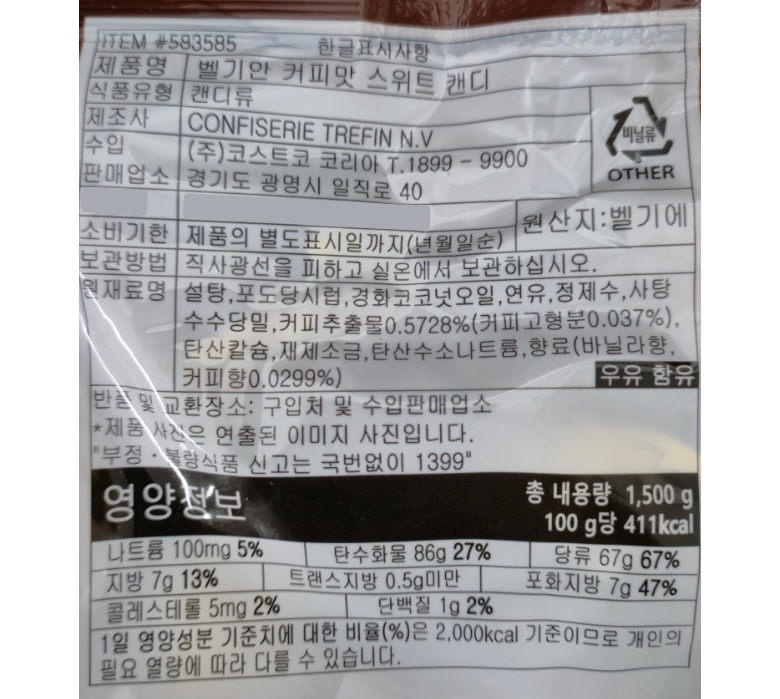 ITEM #583585 한글표시사항
제품명 벨기안 커피맛 스위트 캔디
식품유형 캔디류
비닐류
OTHER
제조사 CONFISERIE TREFIN N.V
수입 (주)코스트코 코리아 T.1899 - 9900
판매업소 경기도 광명시 일직로 40
원산지:벨기에
소비기한 제품의 별도표시일까지(년월일순)
보관방법 직사광선을 피하고 실온에서 보관하십시오.
원재료명 설탕,포도당시럽,경화코코넛오일,연유,정제수,사탕
수수당밀,커피추출물0.5728%(커피고형분0.037%),
탄산칼슘,재제소금,탄산수소나트륨,향료(바닐라향,
커피향0.0299%) 우유 함유
반품 및 교환장소: 구입처 및 수입판매업소
*제품 사진은 연출된 이미지 사진입니다.
"부정·불량식품 신고는 국번없이 1399"
영양정보 총 내용량 1,500 g
100 g당 411kcal
나트륨 100mg 5% 탄수화물 86g 27% 당류 67g 67%
지방 7g 13% 트랜스지방 0.5g미만 포화지방 7g 47%
콜레스테롤 5mg 2% 단백질 1g 2%
1일 영양성분 기준치에 대한 비율(%)은 2,000kcal 기준이므로 개인의
필요 열량에 따라 다를 수 있습니다.